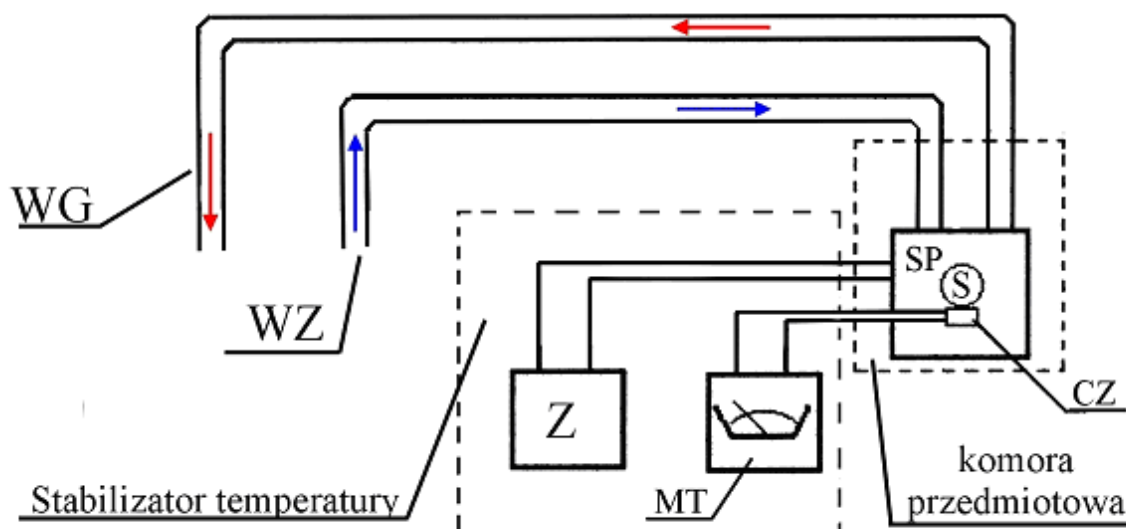 WG
SP
S
WZ
Z
CZ
Stabilizator temperatury
MT
komora
przedmiotowa